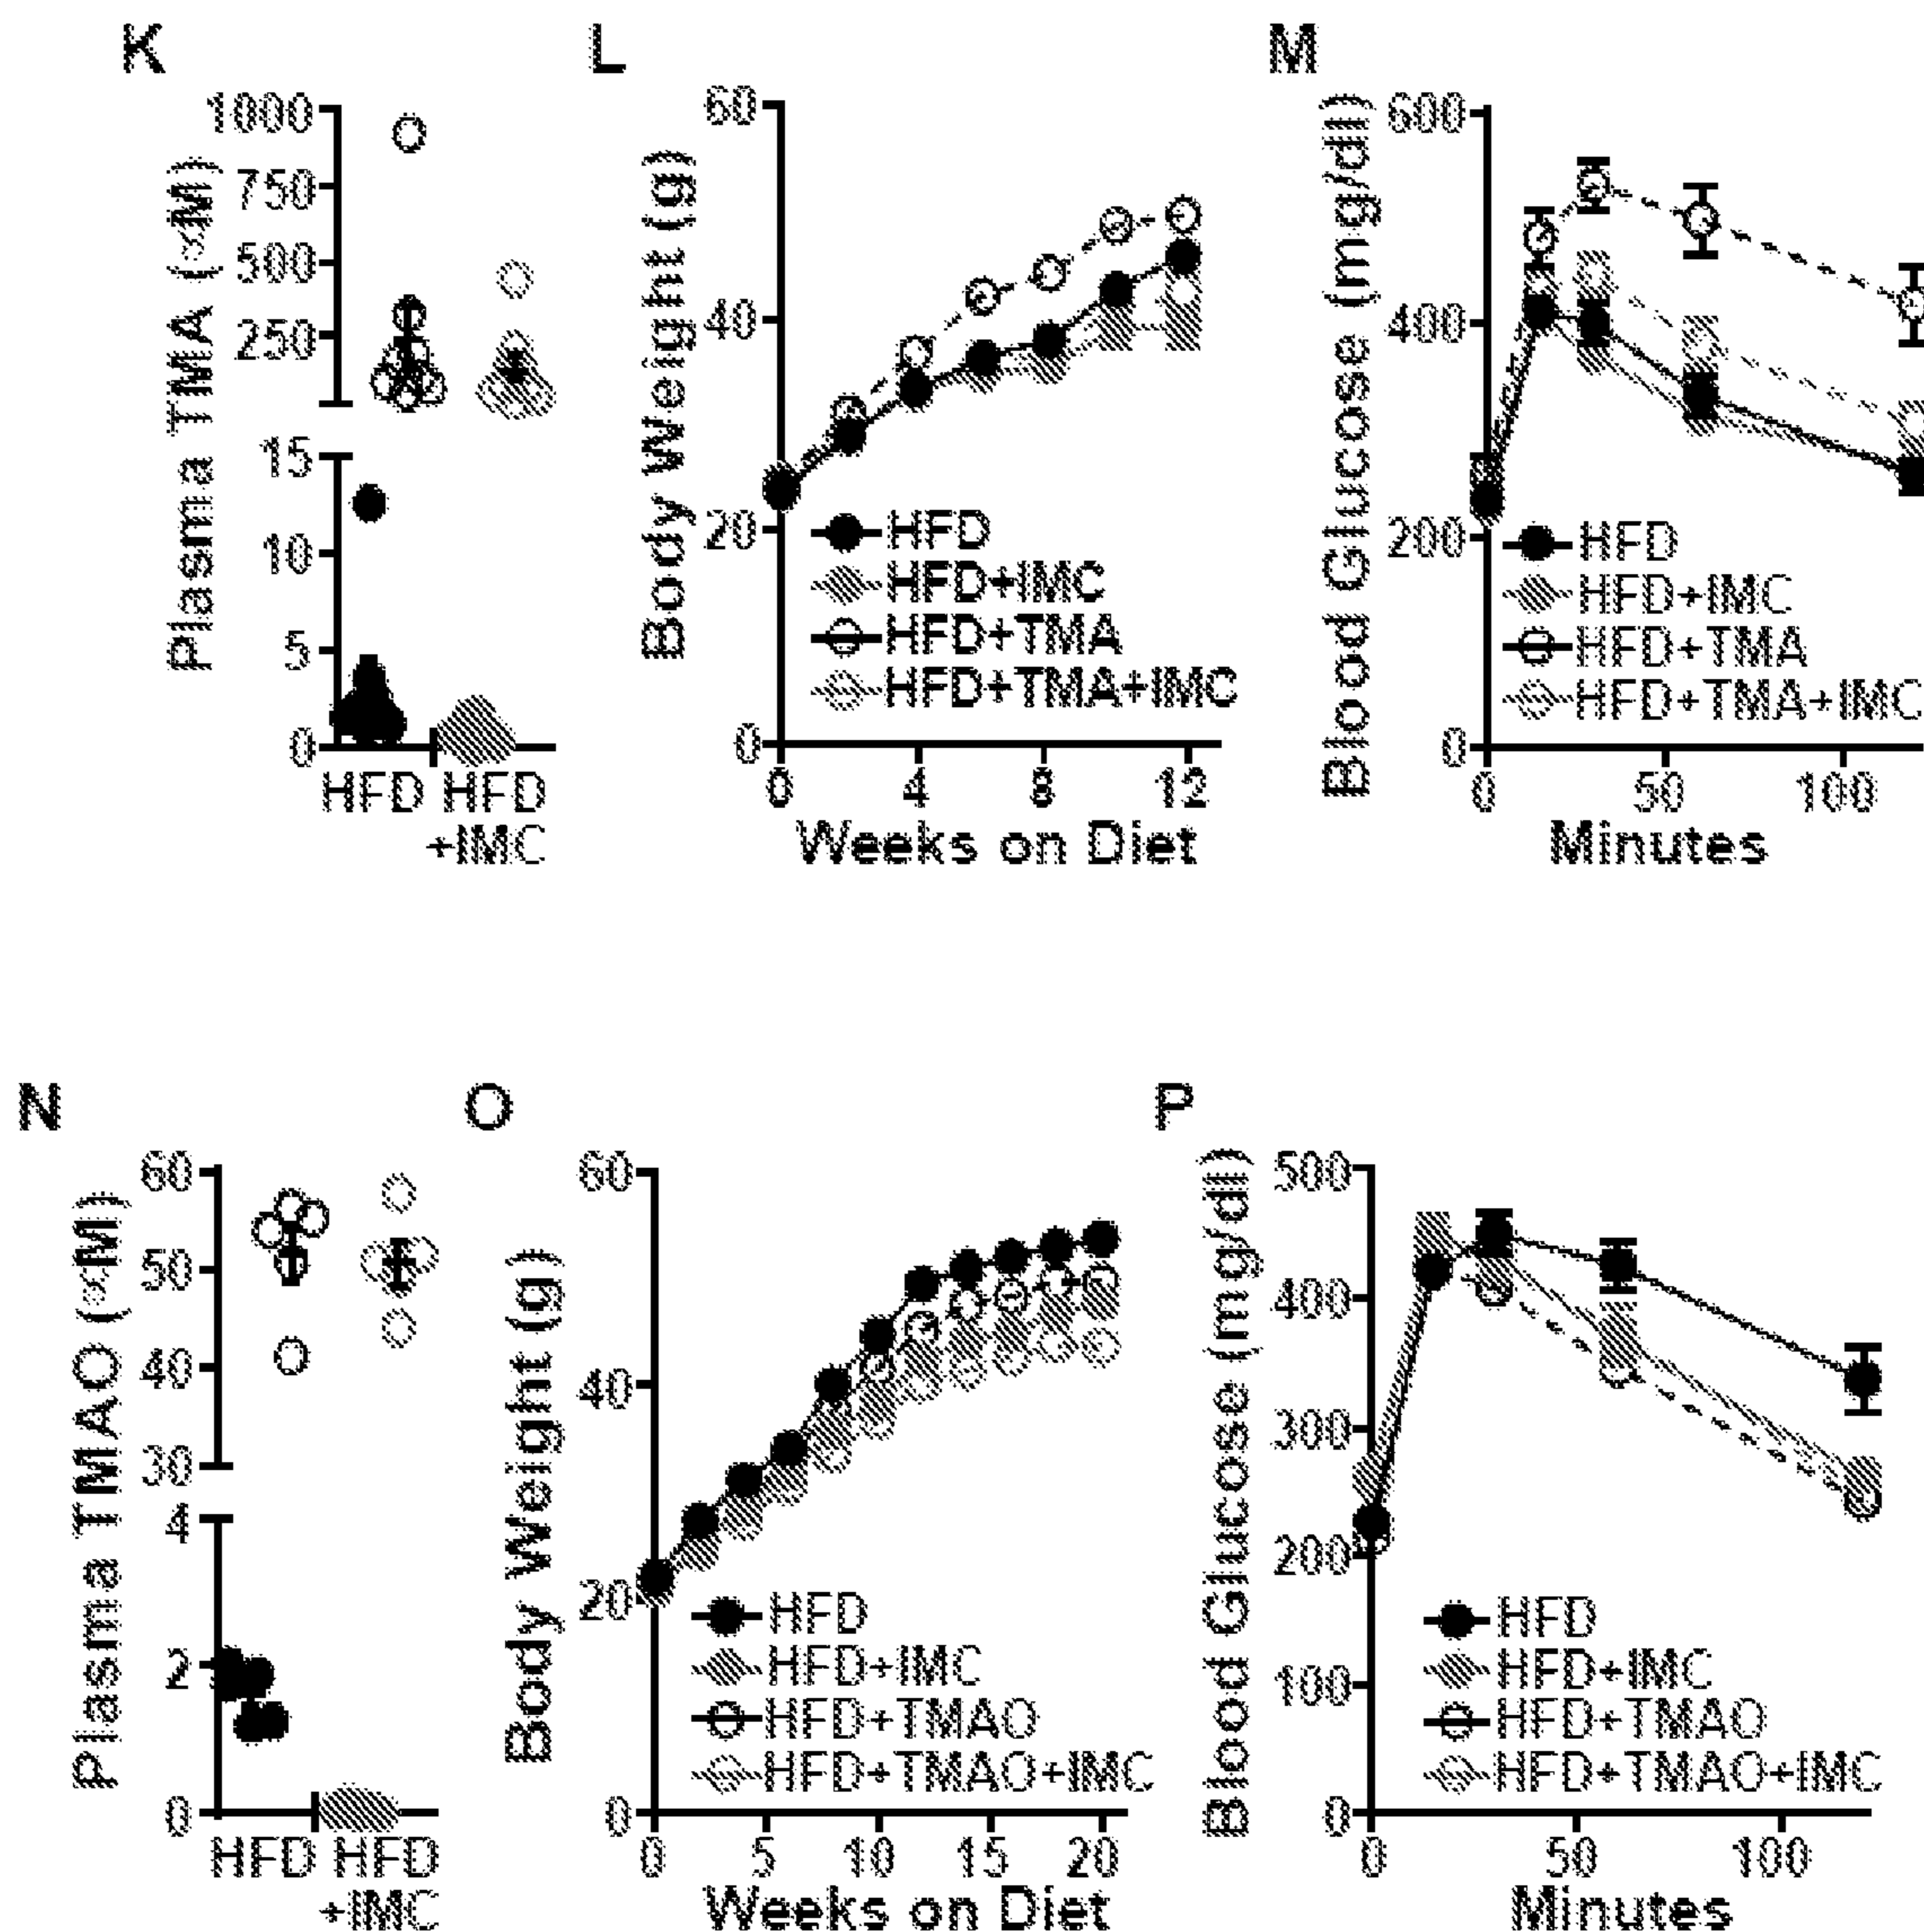 K
Plasma TMA (∝M)
1000
750
500
250
15
10
5
0
HFD HFD
+IMC
L
Body Weight (g)
60
40
20
0
HFD
HFD+IMC
HFD+TMA
HFD+TMA+IMC
0 4 8 12
Weeks on Diet
M
Blood Glucose (mg/dl)
600
400
200
0
HFD
HFD+IMC
HFD+TMA
HFD+TMA+IMC
0 50 100
Minutes
N
Plasma TMAO (∝M)
60
50
40
30
4
2
0
HFD HFD
+IMC
O
Body Weight (g)
60
40
20
0
HFD
HFD+IMC
HFD+TMAO
HFD+TMAO+IMC
0 5 10 15 20
Weeks on Diet
P
Blood Glucose (mg/dl)
500
400
300
200
100
0
HFD
HFD+IMC
HFD+TMAO
HFD+TMAO+IMC
0 50 100
Minutes